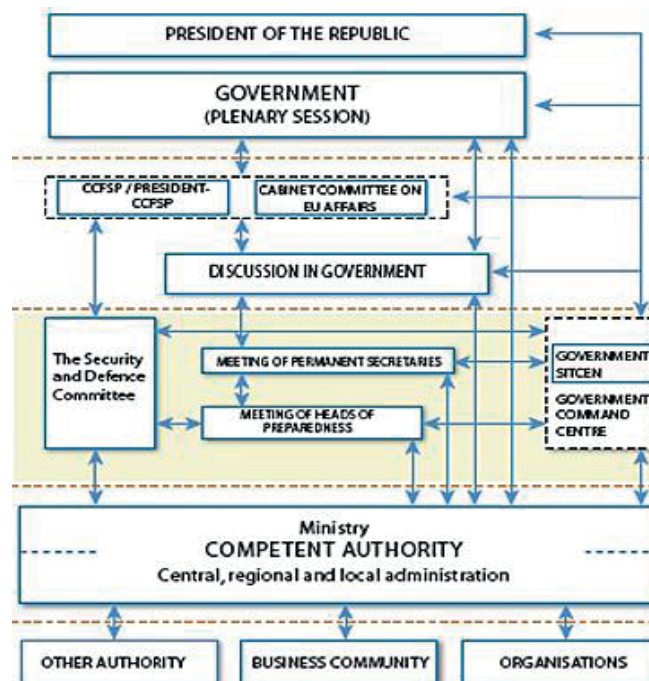 PRESIDENT OF THE REPUBLIC
GOVERNMENT
(PLENARY SESSION)
CCFSP / PRESIDENT-
CCFSP
CABINET COMMITTEE ON
EU AFFAIRS
DISCUSSION IN GOVERNMENT
The Security
and Defence
Committee
MEETING OF PERMANENT SECRETARIES
MEETING OF HEADS OF
PREPAREDNESS
GOVERNMENT
SITCEN
GOVERNMENT
COMMAND
CENTRE
Ministry
COMPETENT AUTHORITY
Central, regional and local administration
OTHER AUTHORITY
BUSINESS COMMUNITY
ORGANISATIONS